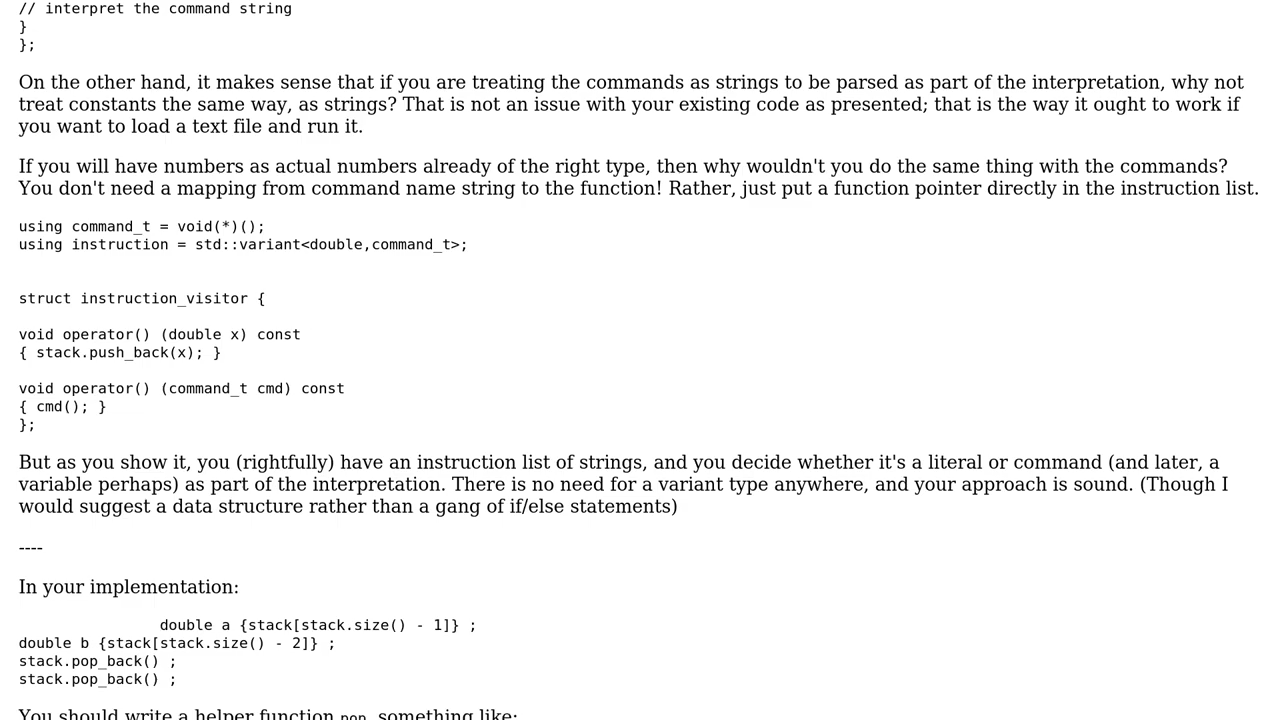 // interpret the command string
}
};
On the other hand, it makes sense that if you are treating the commands as strings to be parsed as part of the interpretation, why not
treat constants the same way, as strings? That is not an issue with your existing code as presented; that is the way it ought to work if
you want to load a text file and run it.
If you will have numbers as actual numbers already of the right type, then why wouldn't you do the same thing with the commands?
You don't need a mapping from command name string to the function! Rather, just put a function pointer directly in the instruction list.
using command_t = void(*)();
using instruction = std::variant<double,command_t>;
struct instruction_visitor {
void operator() (double x) const
{ stack.push_back(x); }
void operator() (command_t cmd) const
{ cmd(); }
};
But as you show it, you (rightfully) have an instruction list of strings, and you decide whether it's a literal or command (and later, a
variable perhaps) as part of the interpretation. There is no need for a variant type anywhere, and your approach is sound. (Though I
would suggest a data structure rather than a gang of if/else statements)
----
In your implementation:
double a {stack[stack.size() - 1]} ;
double b {stack[stack.size() - 2]} ;
stack.pop_back() ;
stack.pop_back() ;
You should write a helper function pop, something like: